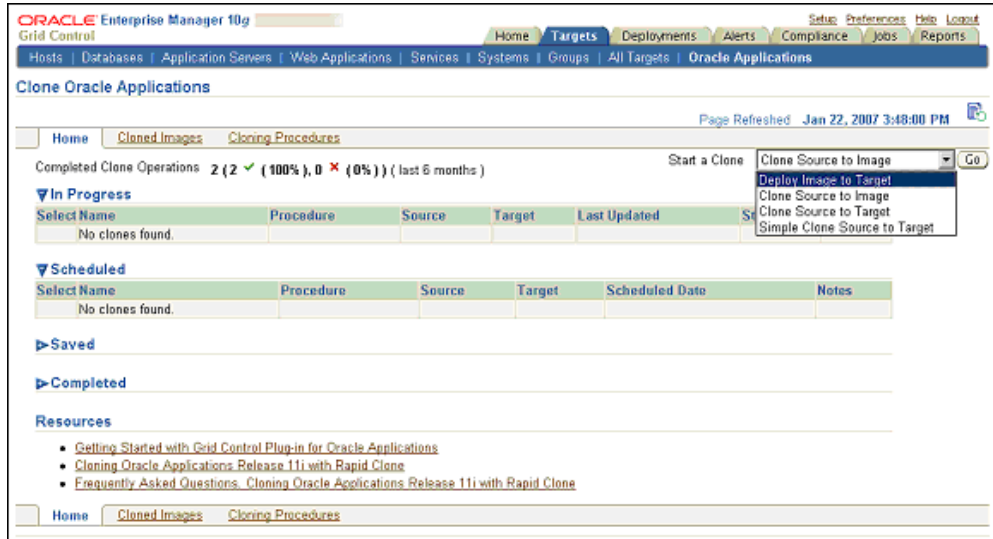 ORACLE Enterprise Manager 10g
Grid Control
Setup Preferences Help Logout
Home Targets Deployments Alerts Compliance Jobs Reports
Hosts | Databases | Application Servers | Web Applications | Services | Systems | Groups | All Targets | Oracle Applications
Clone Oracle Applications
Page Refreshed Jan 22, 2007 3:48:00 PM
Home Cloned Images Cloning Procedures
Completed Clone Operations 2 ( 2 ✓ ( 100% ), 0 ✗ ( 0% ) ) ( last 6 months )
Start a Clone Clone Source to Image Go
Deploy Image to Target
Clone Source to Image
Clone Source to Target
Simple Clone Source to Target
In Progress
Select Name Procedure Source Target Last Updated
No clones found.
Scheduled
Select Name Procedure Source Target Scheduled Date Notes
No clones found.
Saved
Completed
Resources
• Getting Started with Grid Control Plug-in for Oracle Applications
• Cloning Oracle Applications Release 11i with Rapid Clone
• Frequently Asked Questions, Cloning Oracle Applications Release 11i with Rapid Clone
Home Cloned Images Cloning Procedures